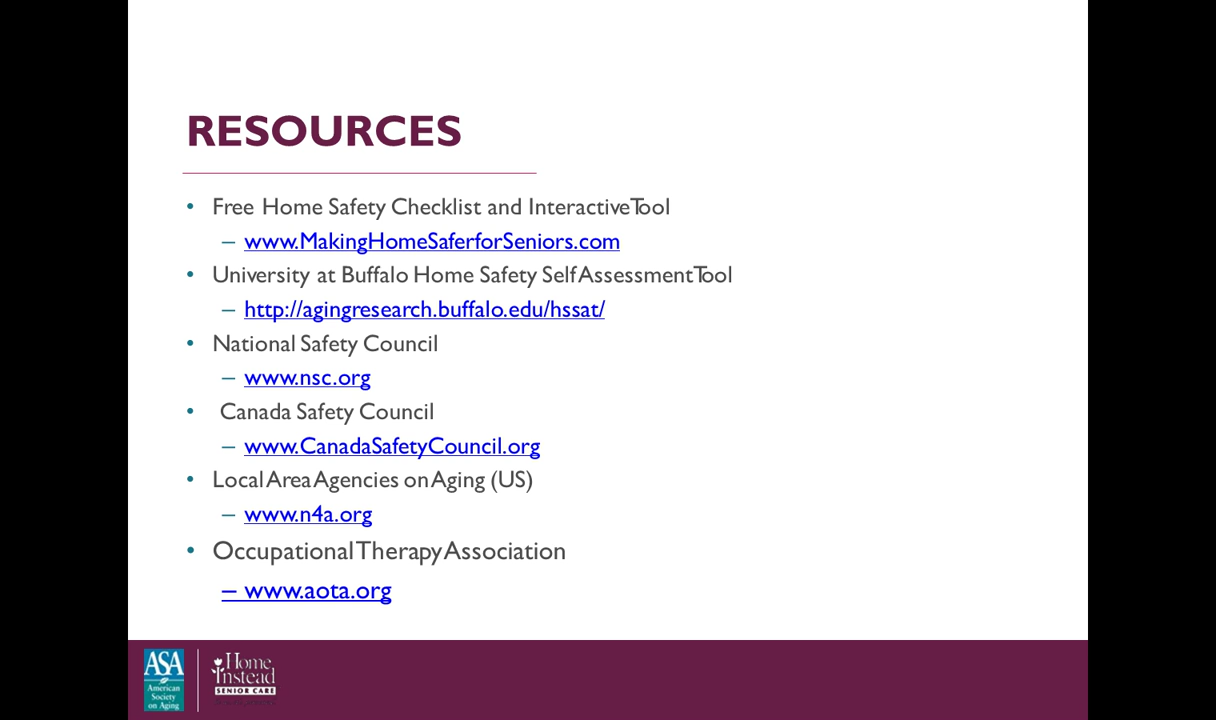 RESOURCES
• Free Home Safety Checklist and Interactive Tool
– www.MakingHomeSaferforSeniors.com
• University at Buffalo Home Safety Self Assessment Tool
– http://agingresearch.buffalo.edu/hssat/
• National Safety Council
– www.nsc.org
• Canada Safety Council
– www.CanadaSafetyCouncil.org
• Local Area Agencies on Aging (US)
– www.n4a.org
• Occupational Therapy Association
– www.aota.org
ASA
American
Society
on Aging
Home
Instead
SENIOR CARE